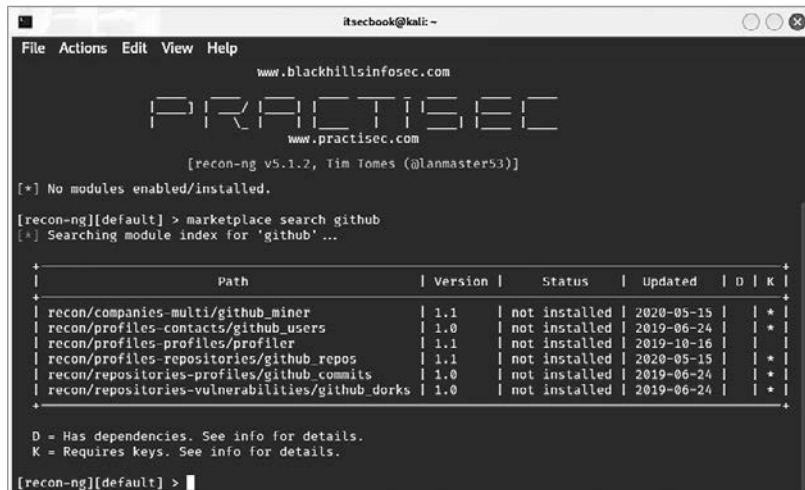 itsecbook@kali: ~
File Actions Edit View Help
www.blackhillsinfosec.com
PRACTISEC
www.practisec.com
[recon-ng v5.1.2, Tim Tomes (@lanmaster53)]
[*] No modules enabled/installed.
[recon-ng][default] > marketplace search github
[*] Searching module index for 'github' ...
| Path | Version | Status | Updated | D | K |
| recon/companies-multi/github_miner | 1.1 | not installed | 2020-05-15 | | * |
| recon/profiles-contacts/github_users | 1.0 | not installed | 2019-06-24 | | * |
| recon/profiles-profiles/profiler | 1.1 | not installed | 2019-10-16 | | |
| recon/profiles-repositories/github_repos | 1.1 | not installed | 2020-05-15 | | * |
| recon/repositories-profiles/github_commits | 1.0 | not installed | 2019-06-24 | | * |
| recon/repositories-vulnerabilities/github_dorks | 1.0 | not installed | 2019-06-24 | | * |
D = Has dependencies. See info for details.
K = Requires keys. See info for details.
[recon-ng][default] >